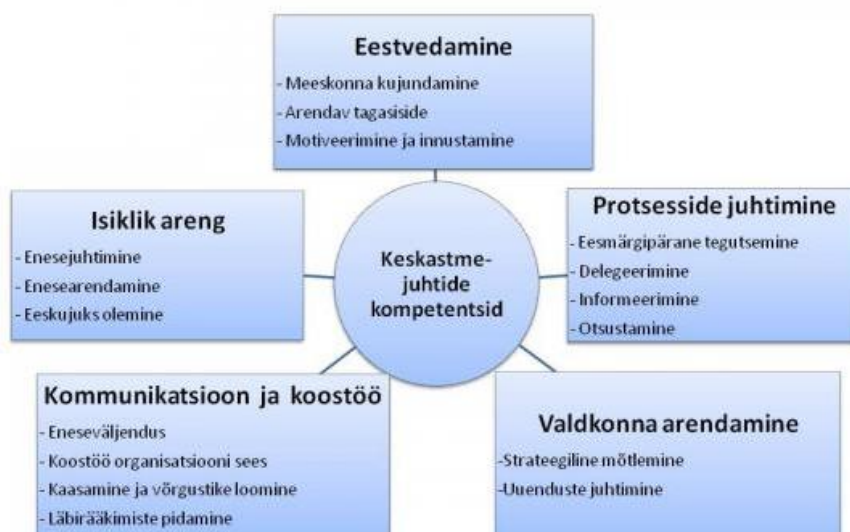 Eestvedamine
- Meeskonna kujundamine
- Arendav tagasiside
- Motiveerimine ja innustamine
Isiklik areng
- Enesejuhtimine
- Enesearendamine
- Eeskujuks olemine
Keskastme-
juhtide
kompetentsid
Protsesside juhtimine
- Eesmärgipärane tegutsemine
- Delegeerimine
- Informeerimine
- Otsustamine
Kommunikatsioon ja koostöö
- Eneseväljendus
- Koostöö organisatsiooni sees
- Kaasamine ja võrgustike loomine
- Läbirääkimiste pidamine
Valdkonna arendamine
-Strateegiline mõtlemine
-Uuenduste juhtimine